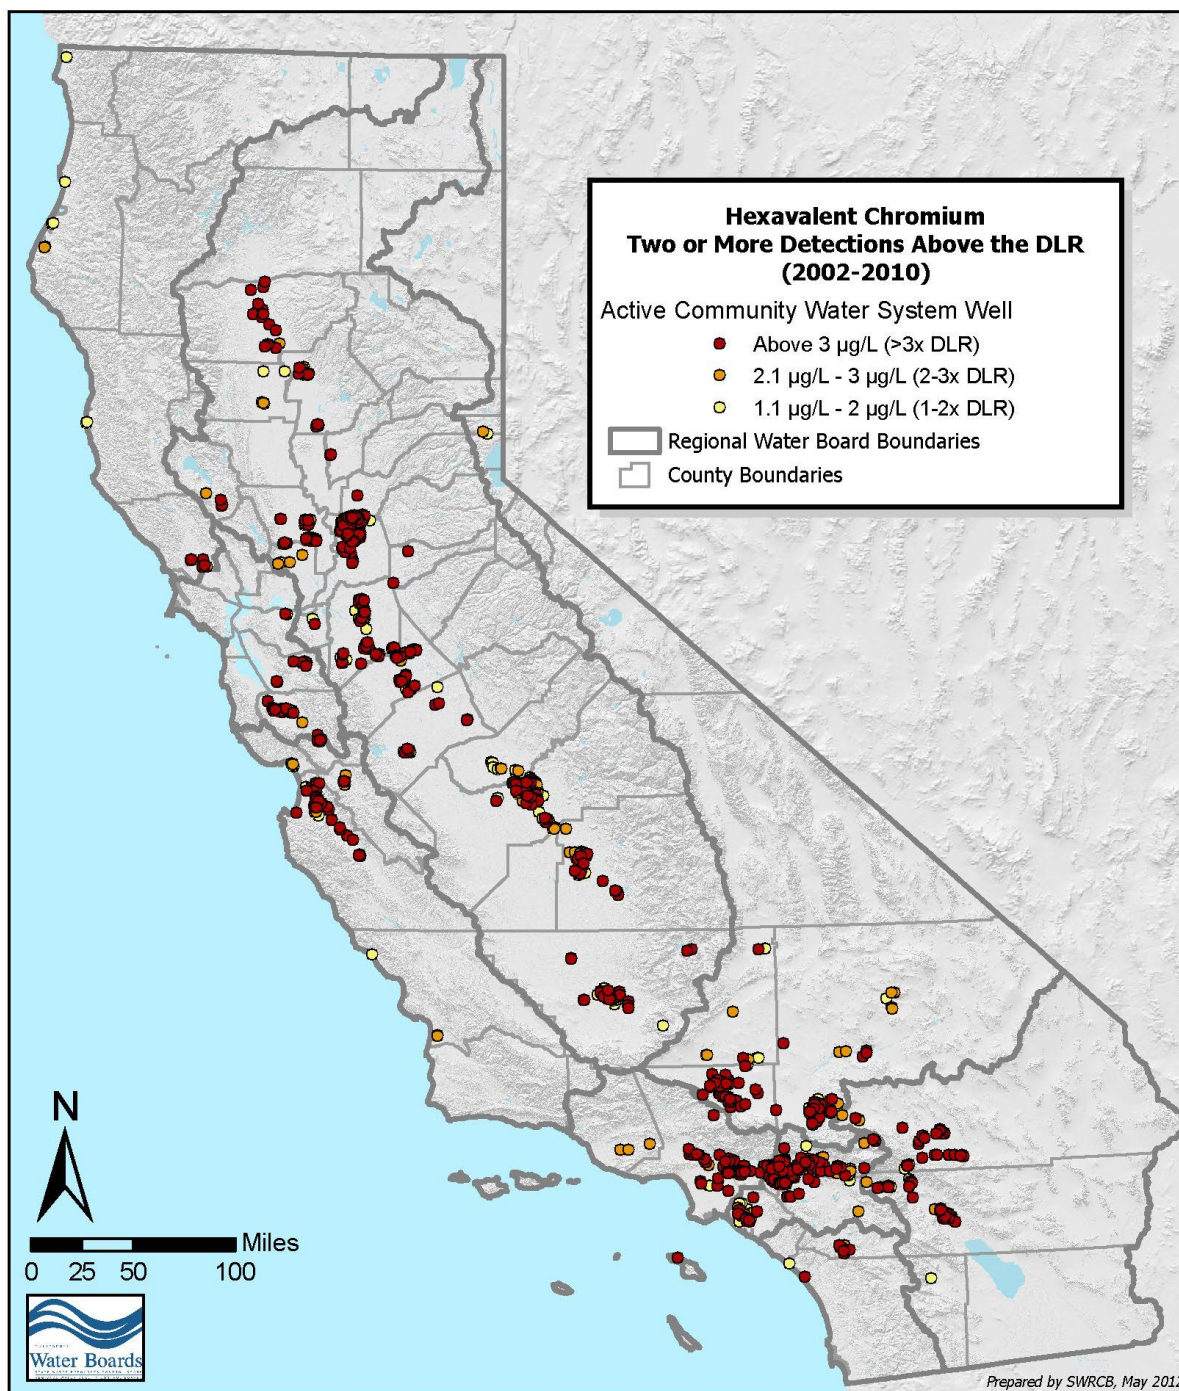 Hexavalent Chromium
Two or More Detections Above the DLR
(2002-2010)
Active Community Water System Well
Above 3 µg/L (>3x DLR)
2.1 µg/L - 3 µg/L (2-3x DLR)
1.1 µg/L - 2 µg/L (1-2x DLR)
Regional Water Board Boundaries
County Boundaries
N
Miles
0 25 50 100
Water Boards
Prepared by SWRCB, May 2012